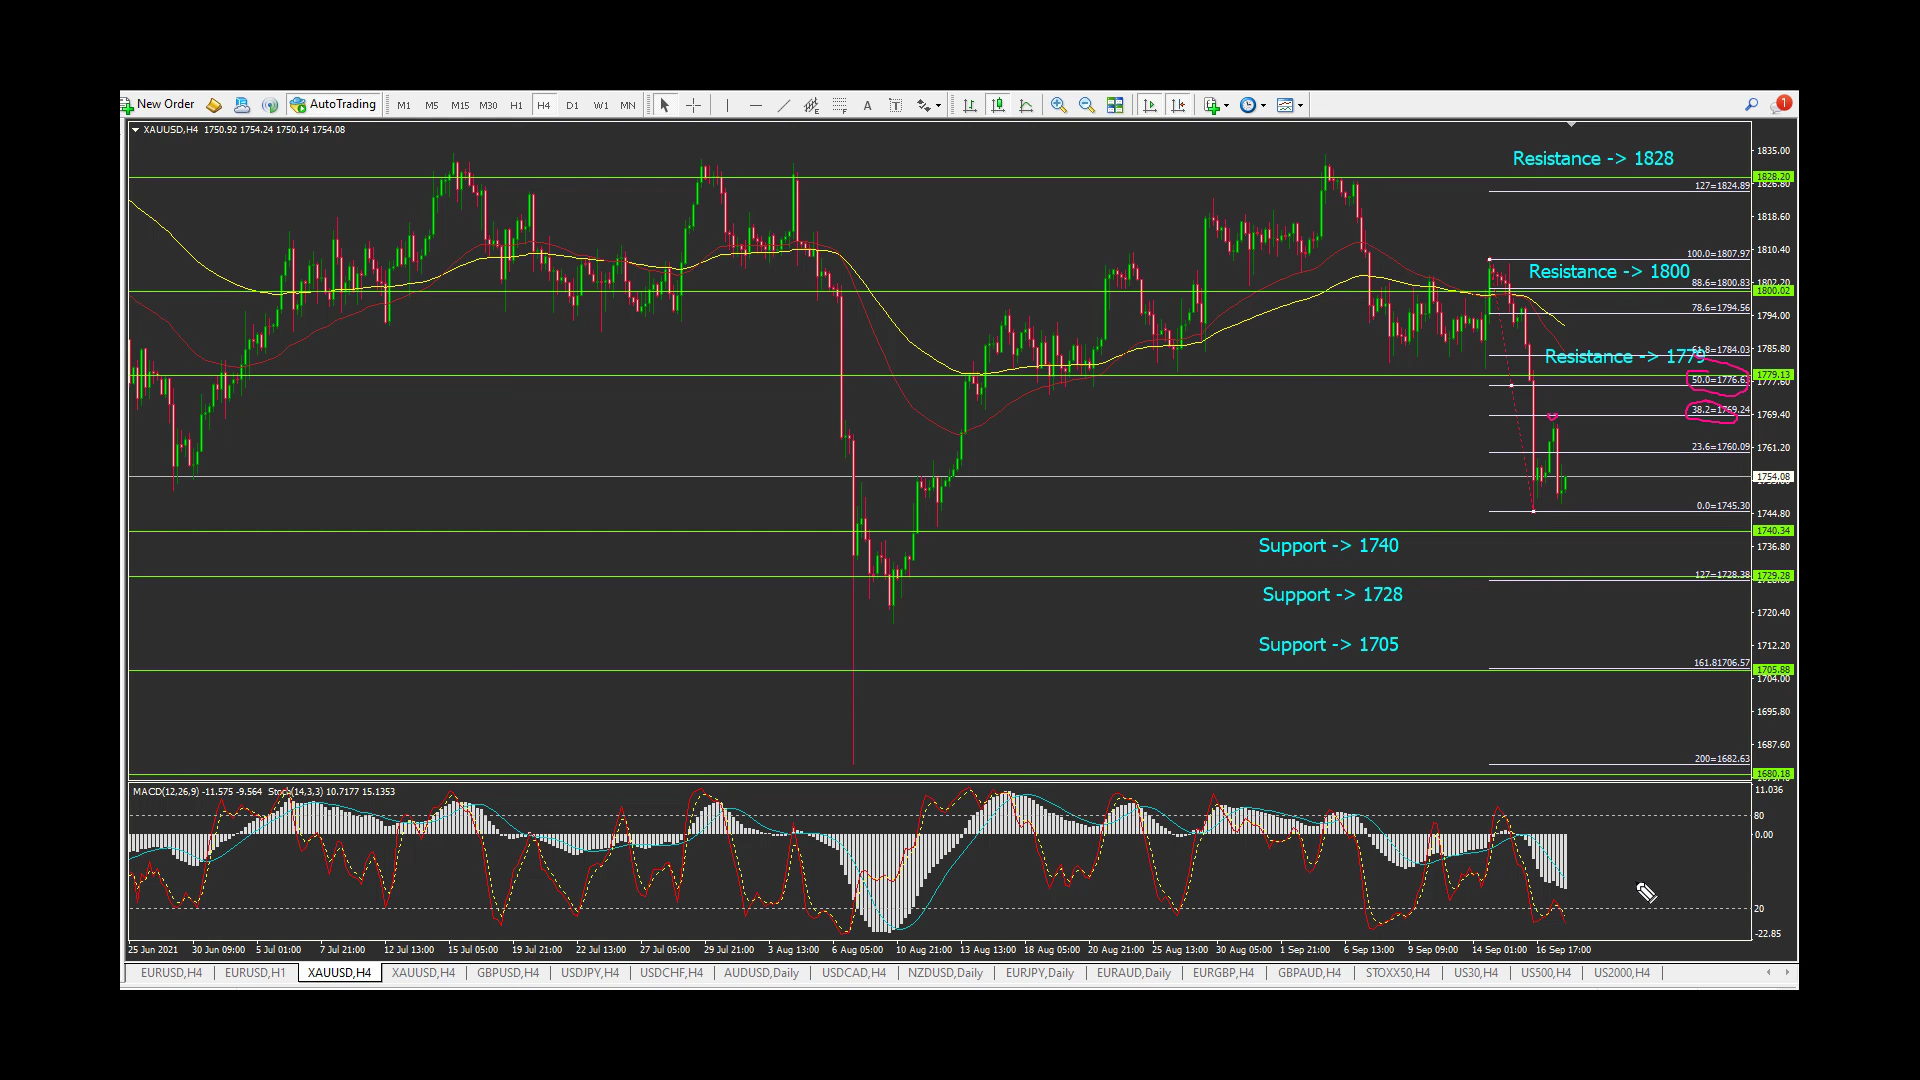 New Order AutoTrading M1 M5 M15 M30 H1 H4 D1 W1 MN A T 1
XAUUSD,H4 1750.92 1754.24 1750.14 1754.08
1835.00
Resistance -> 1828
1828.20
127=1824.89 1826.80
1818.60
100.0=1807.97 1810.40
Resistance -> 1800
88.6=1800.83 1802.20
1800.02
78.6=1794.56 1794.00
61.8=1784.03 1785.80
Resistance -> 1779
1779.13
50.0=1776.63 1777.60
38.2=1769.24 1769.40
23.6=1760.09 1761.20
1754.08
0.0=1745.30 1744.80
1740.34
Support -> 1740
1736.80
127=1728.38 1729.28
Support -> 1728
1720.40
Support -> 1705
1712.20
161.81706.57 1705.88
1704.00
1695.80
1687.60
200=1682.63
1680.18
MACD(12,26,9) -11.575 -9.564 Stoch(14,3,3) 10.7177 15.1353 11.036
80
0.00
20
-22.85
25 Jun 2021 30 Jun 09:00 5 Jul 01:00 7 Jul 21:00 12 Jul 13:00 15 Jul 05:00 19 Jul 21:00 22 Jul 13:00 27 Jul 05:00 29 Jul 21:00 3 Aug 13:00 6 Aug 05:00 10 Aug 21:00 13 Aug 13:00 18 Aug 05:00 20 Aug 21:00 25 Aug 13:00 30 Aug 05:00 1 Sep 21:00 6 Sep 13:00 9 Sep 09:00 14 Sep 01:00 16 Sep 17:00
EURUSD,H4 EURUSD,H1 XAUUSD,H4 XAUUSD,H4 GBPUSD,H4 USDJPY,H4 USDCHF,H4 AUDUSD,Daily USDCAD,H4 NZDUSD,Daily EURJPY,Daily EURAUD,Daily EURGBP,H4 GBPAUD,H4 STOXX50,H4 US30,H4 US500,H4 US2000,H4